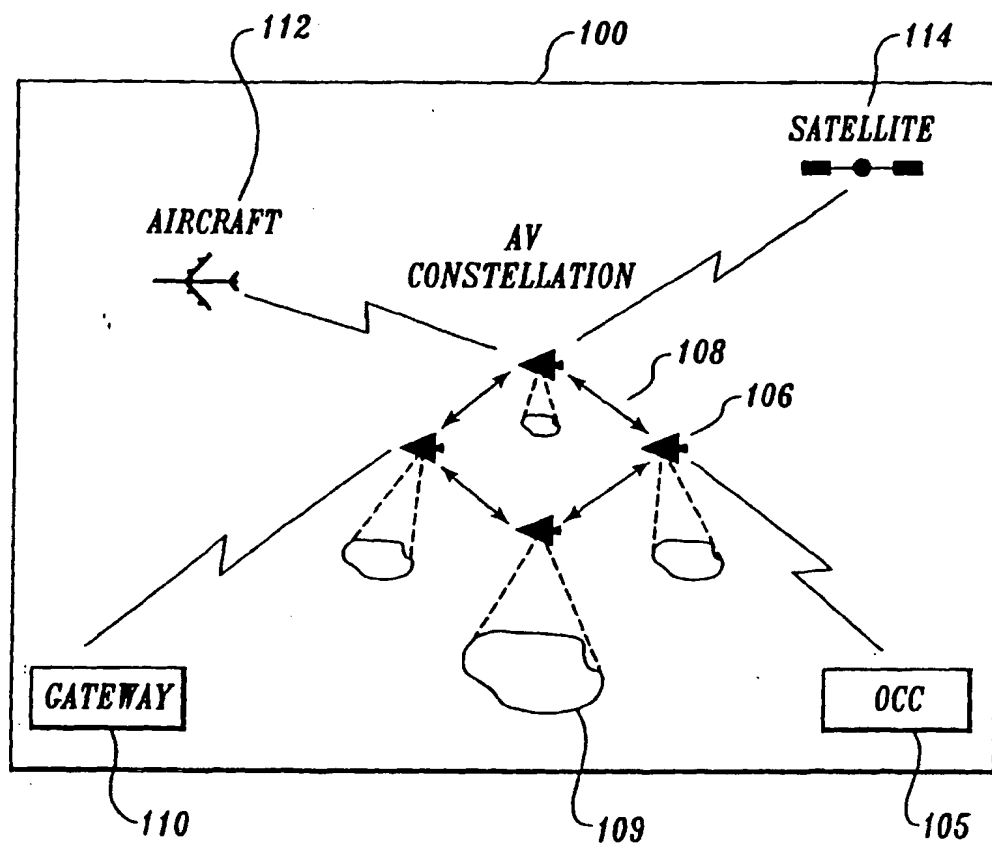 112
100
114
SATELLITE
AIRCRAFT
AV
CONSTELLATION
108
106
GATEWAY
OCC
110
109
105